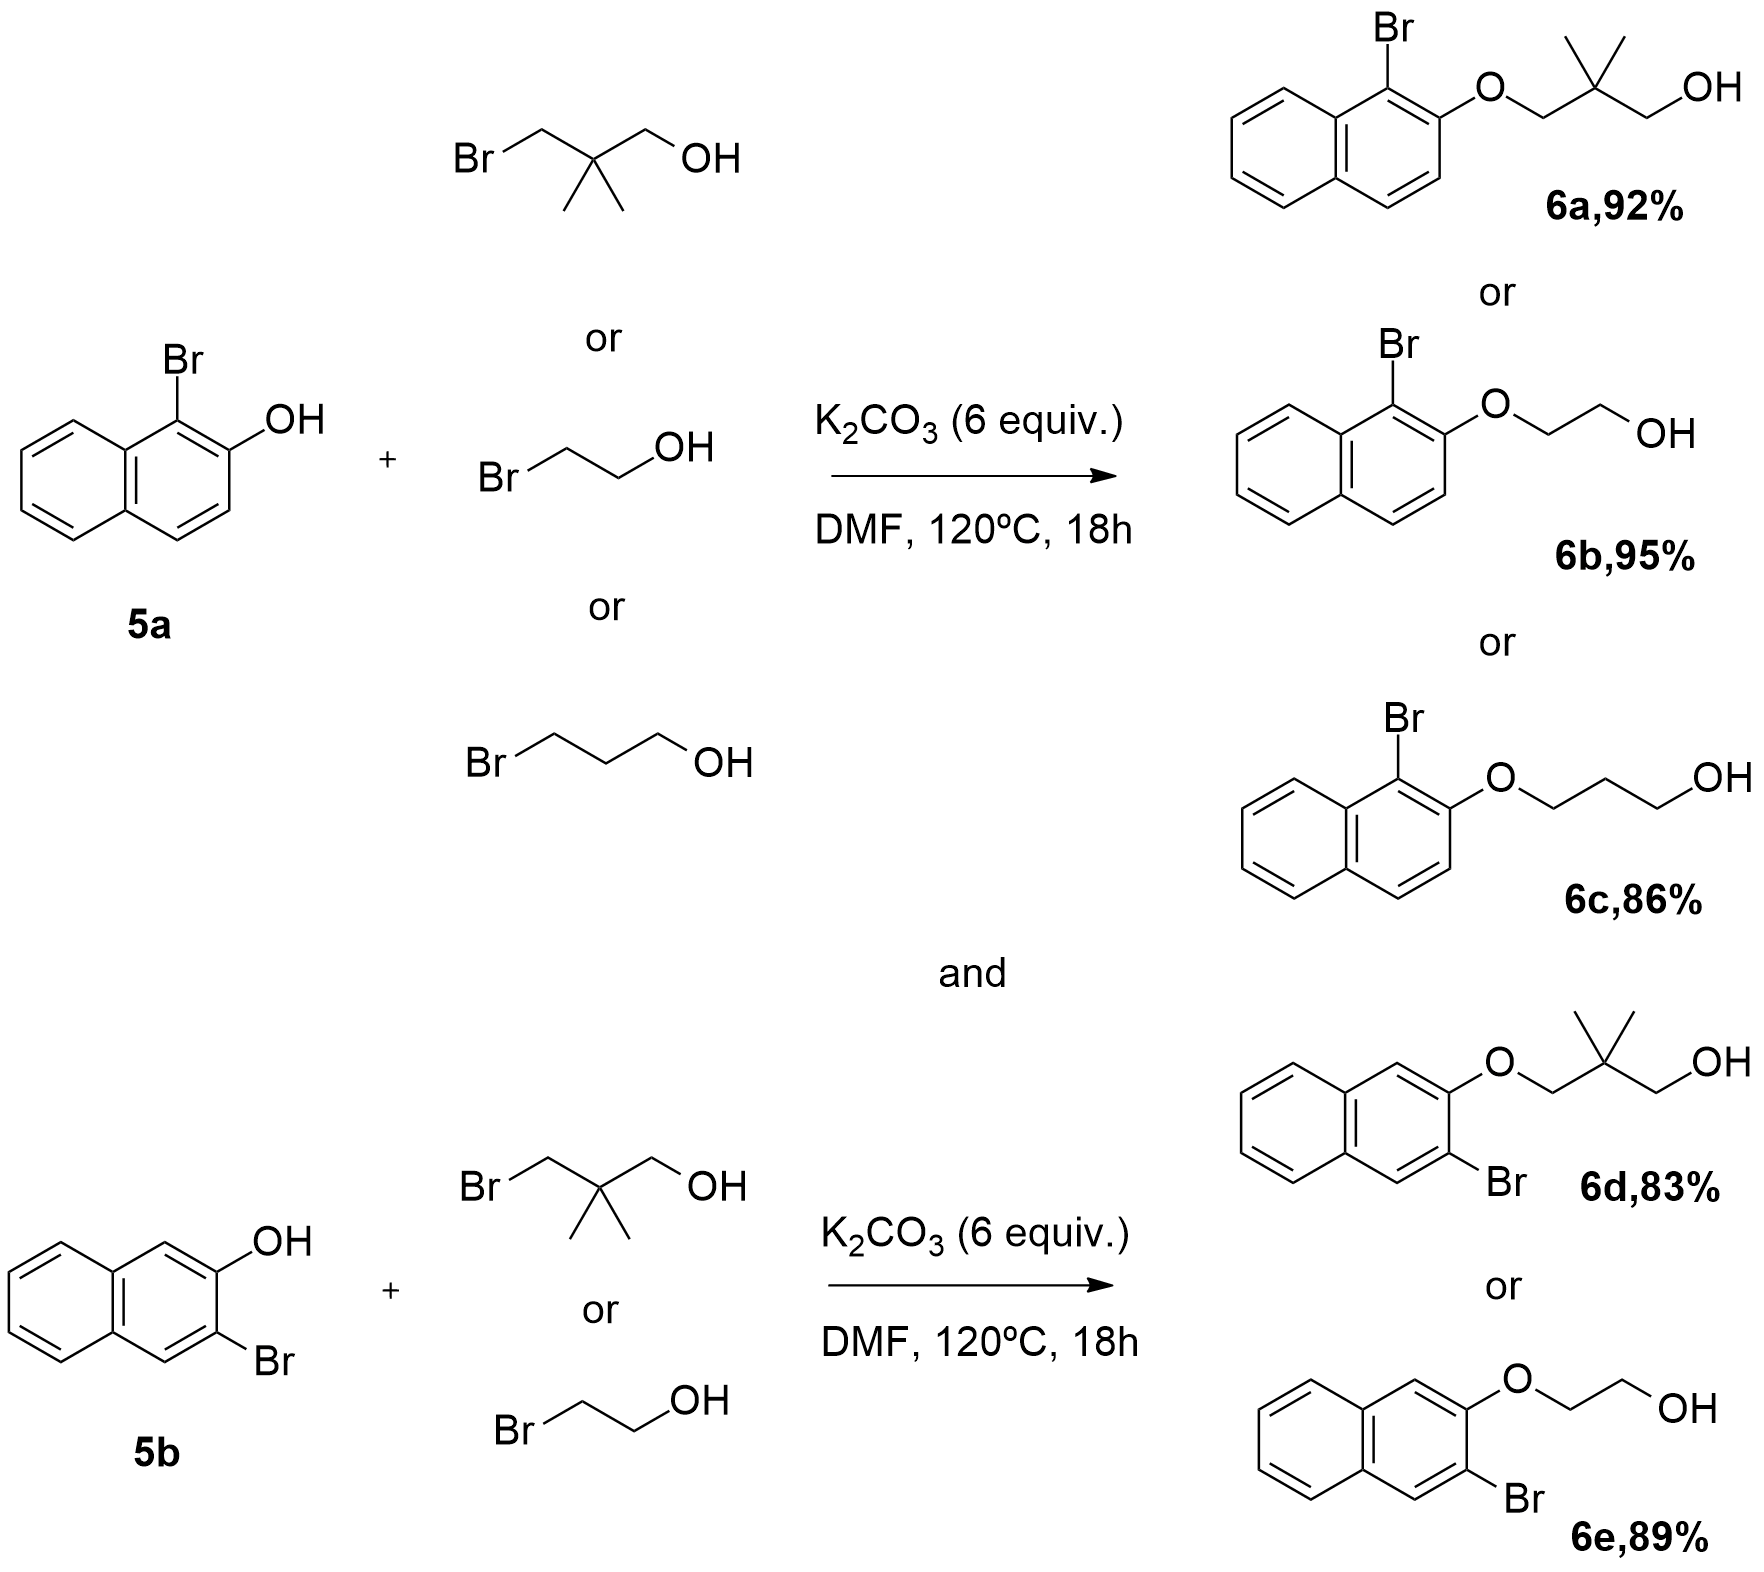 Br
O
OH
6a,92%
Br
OH
or
or
Br
OH
Br
O
OH
K2CO3 (6 equiv.)
Br
OH
+
DMF, 120ºC, 18h
6b,95%
5a
or
or
Br
OH
Br
O
OH
6c,86%
and
O
OH
Br
6d,83%
Br
OH
K2CO3 (6 equiv.)
OH
Br
+
or
DMF, 120ºC, 18h
or
Br
OH
5b
O
OH
Br
6e,89%